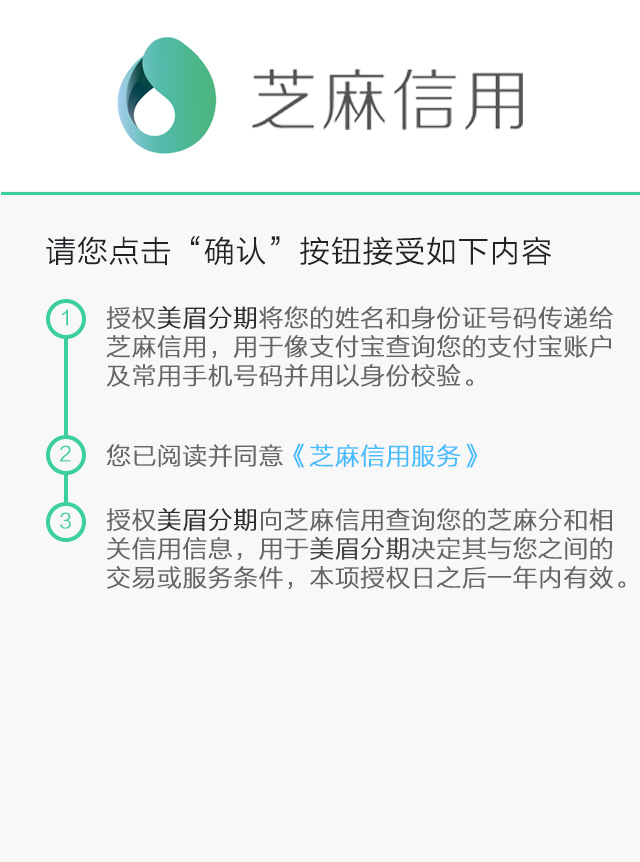 芝麻信用
请您点击“确认”按钮接受如下内容
1 授权美眉分期将您的姓名和身份证号码传递给
芝麻信用，用于像支付宝查询您的支付宝账户
及常用手机号码并用以身份校验。
2 您已阅读并同意《芝麻信用服务》
3 授权美眉分期向芝麻信用查询您的芝麻分和相
关信用信息，用于美眉分期决定其与您之间的
交易或服务条件，本项授权日之后一年内有效。